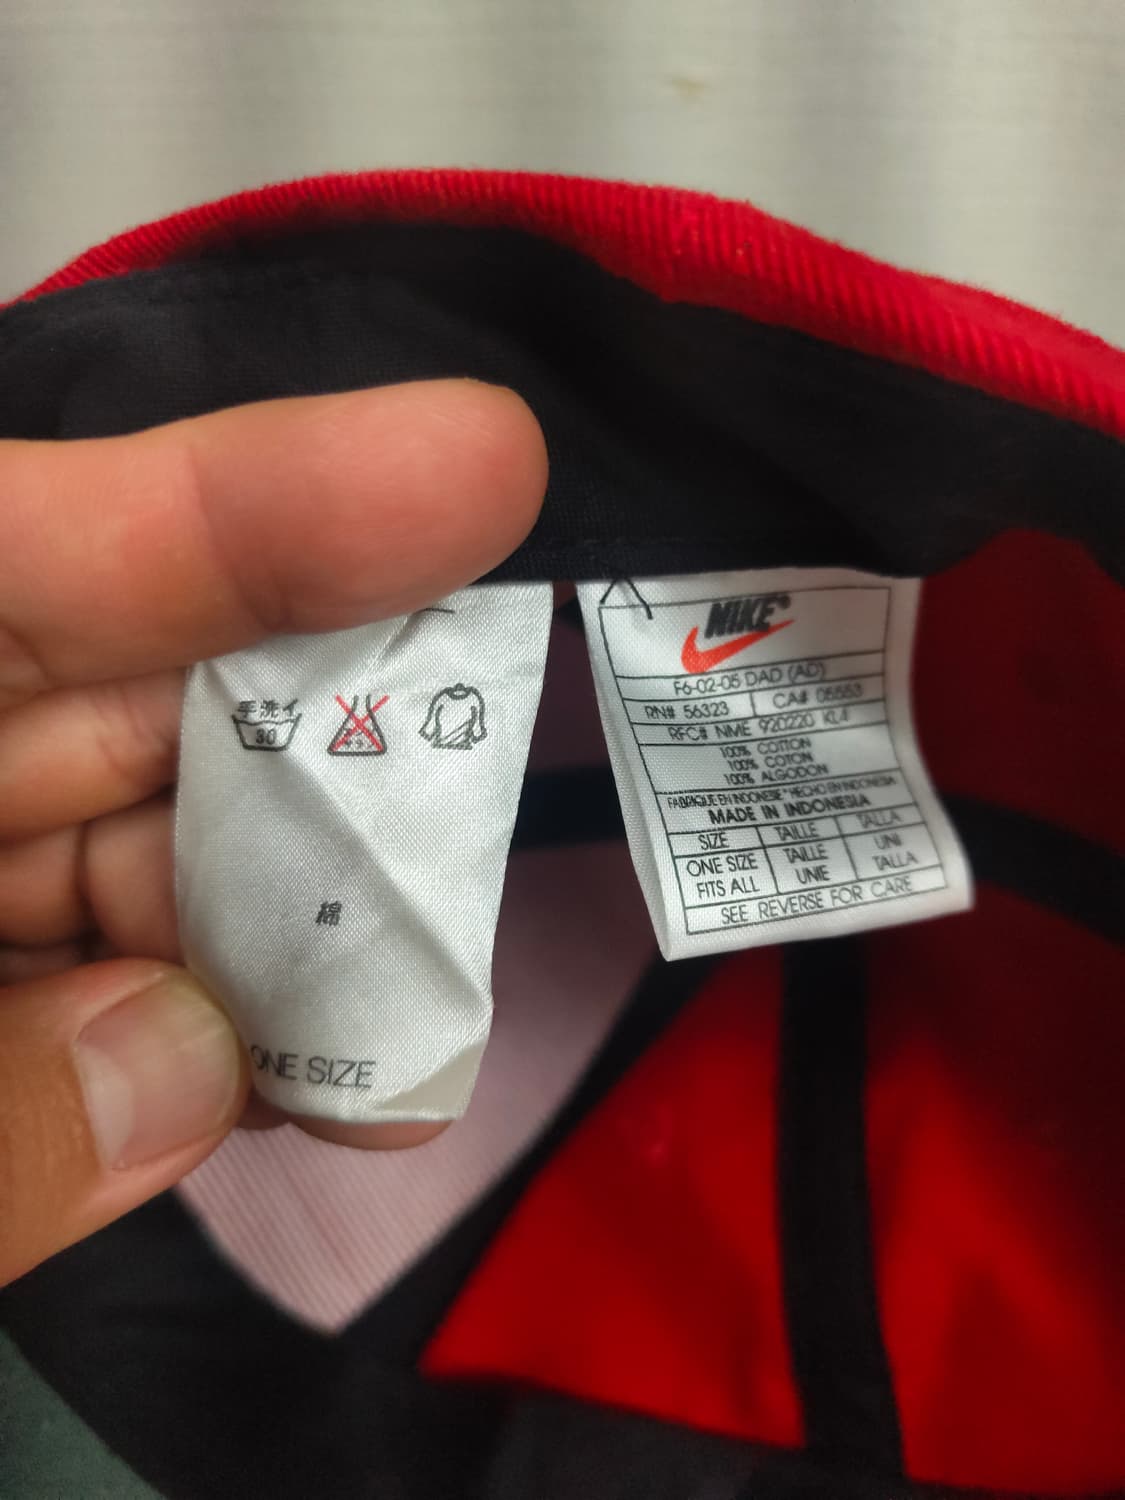 手洗イ
30
綿
ONE SIZE
NIKE®
F6-02-05 DAD (AD)
RN# 56323 CA# 05553
RFC# NME 920220 KL4
100% COTTON
100% COTON
100% ALGODON
FABRIQUE EN INDONESIE * HECHO EN INDONESIA
MADE IN INDONESIA
SIZE TAILLE TALLA
ONE SIZE TAILLE UNI
FITS ALL UNIE TALLA
SEE REVERSE FOR CARE